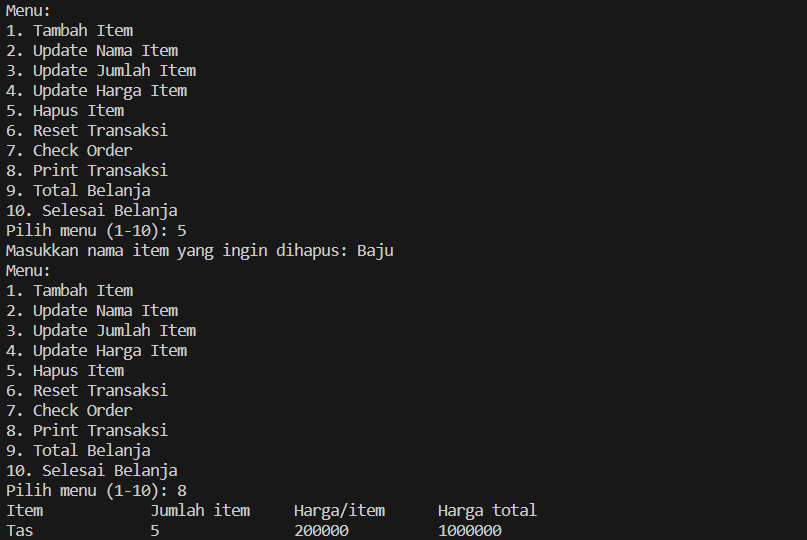 Menu:
1. Tambah Item
2. Update Nama Item
3. Update Jumlah Item
4. Update Harga Item
5. Hapus Item
6. Reset Transaksi
7. Check Order
8. Print Transaksi
9. Total Belanja
10. Selesai Belanja
Pilih menu (1-10): 5
Masukkan nama item yang ingin dihapus: Baju
Menu:
1. Tambah Item
2. Update Nama Item
3. Update Jumlah Item
4. Update Harga Item
5. Hapus Item
6. Reset Transaksi
7. Check Order
8. Print Transaksi
9. Total Belanja
10. Selesai Belanja
Pilih menu (1-10): 8
Item Jumlah item Harga/item Harga total
Tas 5 200000 1000000